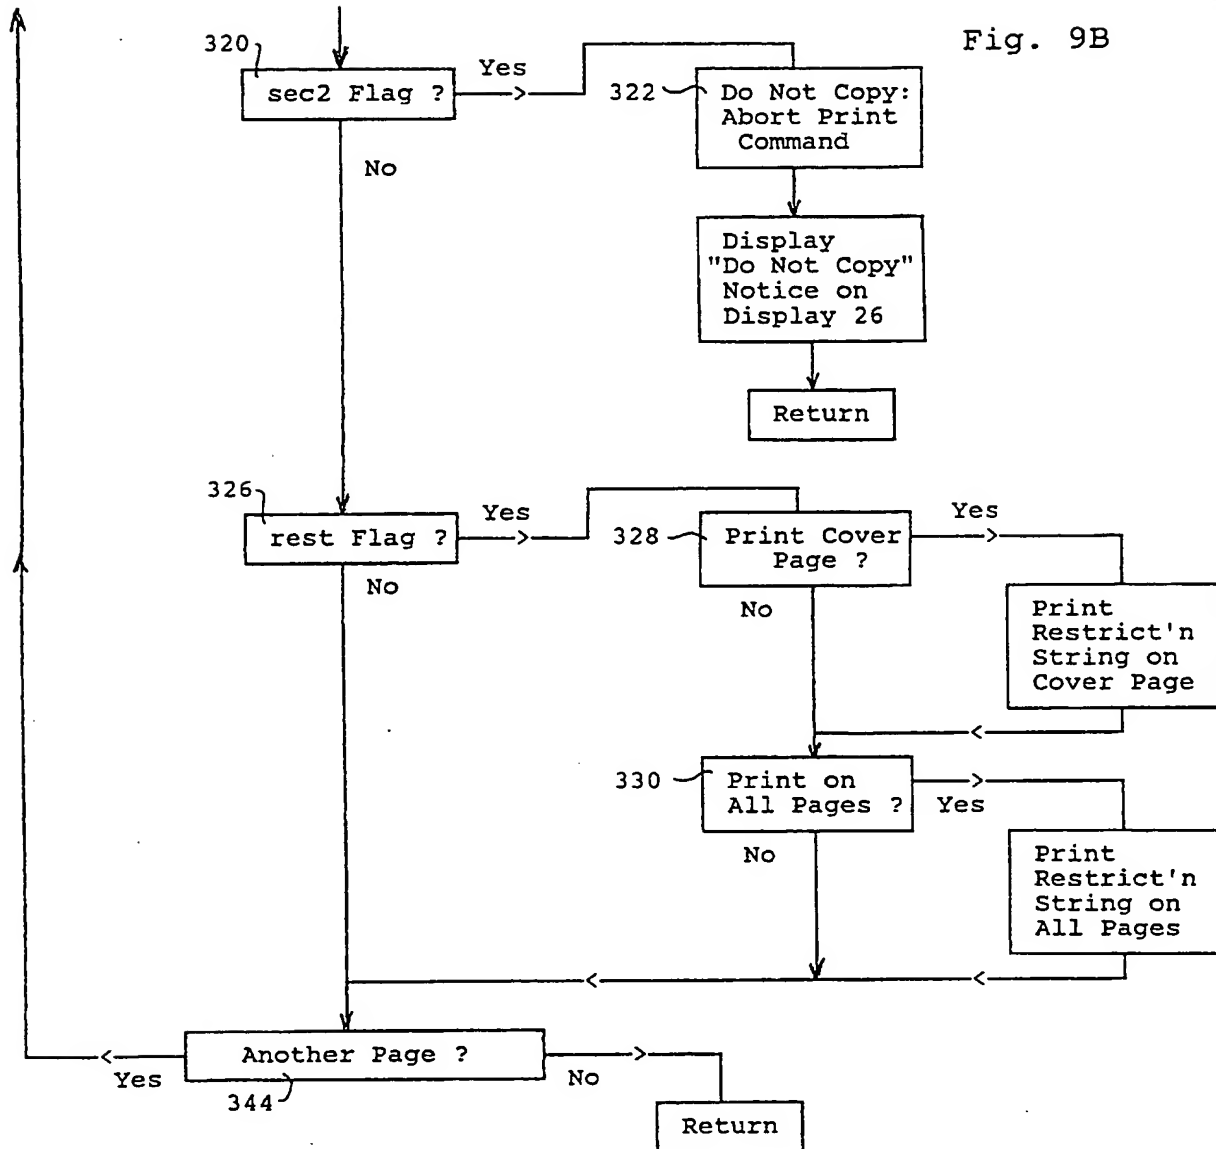 Fig. 9B
320
sec2 Flag ?
Yes
No
322
Do Not Copy:
Abort Print
Command
Display
"Do Not Copy"
Notice on
Display 26
Return
326
rest Flag ?
Yes
No
328
Print Cover
Page ?
Yes
No
Print
Restrict'n
String on
Cover Page
330
Print on
All Pages ?
Yes
No
Print
Restrict'n
String on
All Pages
Another Page ?
Yes
344
No
Return